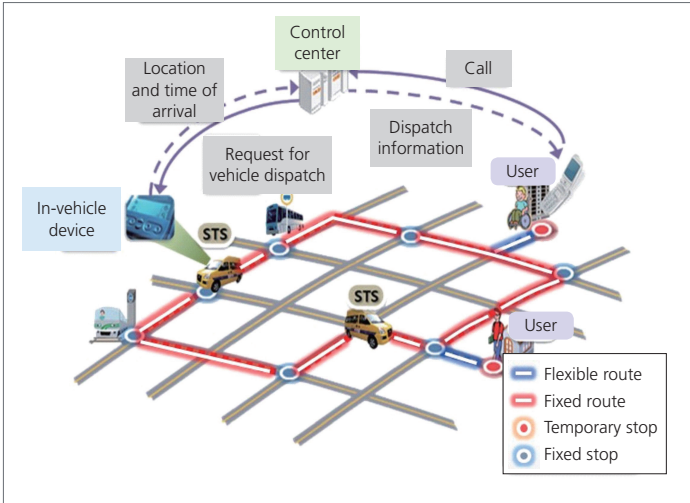 Control
center
Location
and time of
arrival
Call
Dispatch
information
Request for
vehicle dispatch
User
In-vehicle
device
STS
STS
User
Flexible route
Fixed route
Temporary stop
Fixed stop